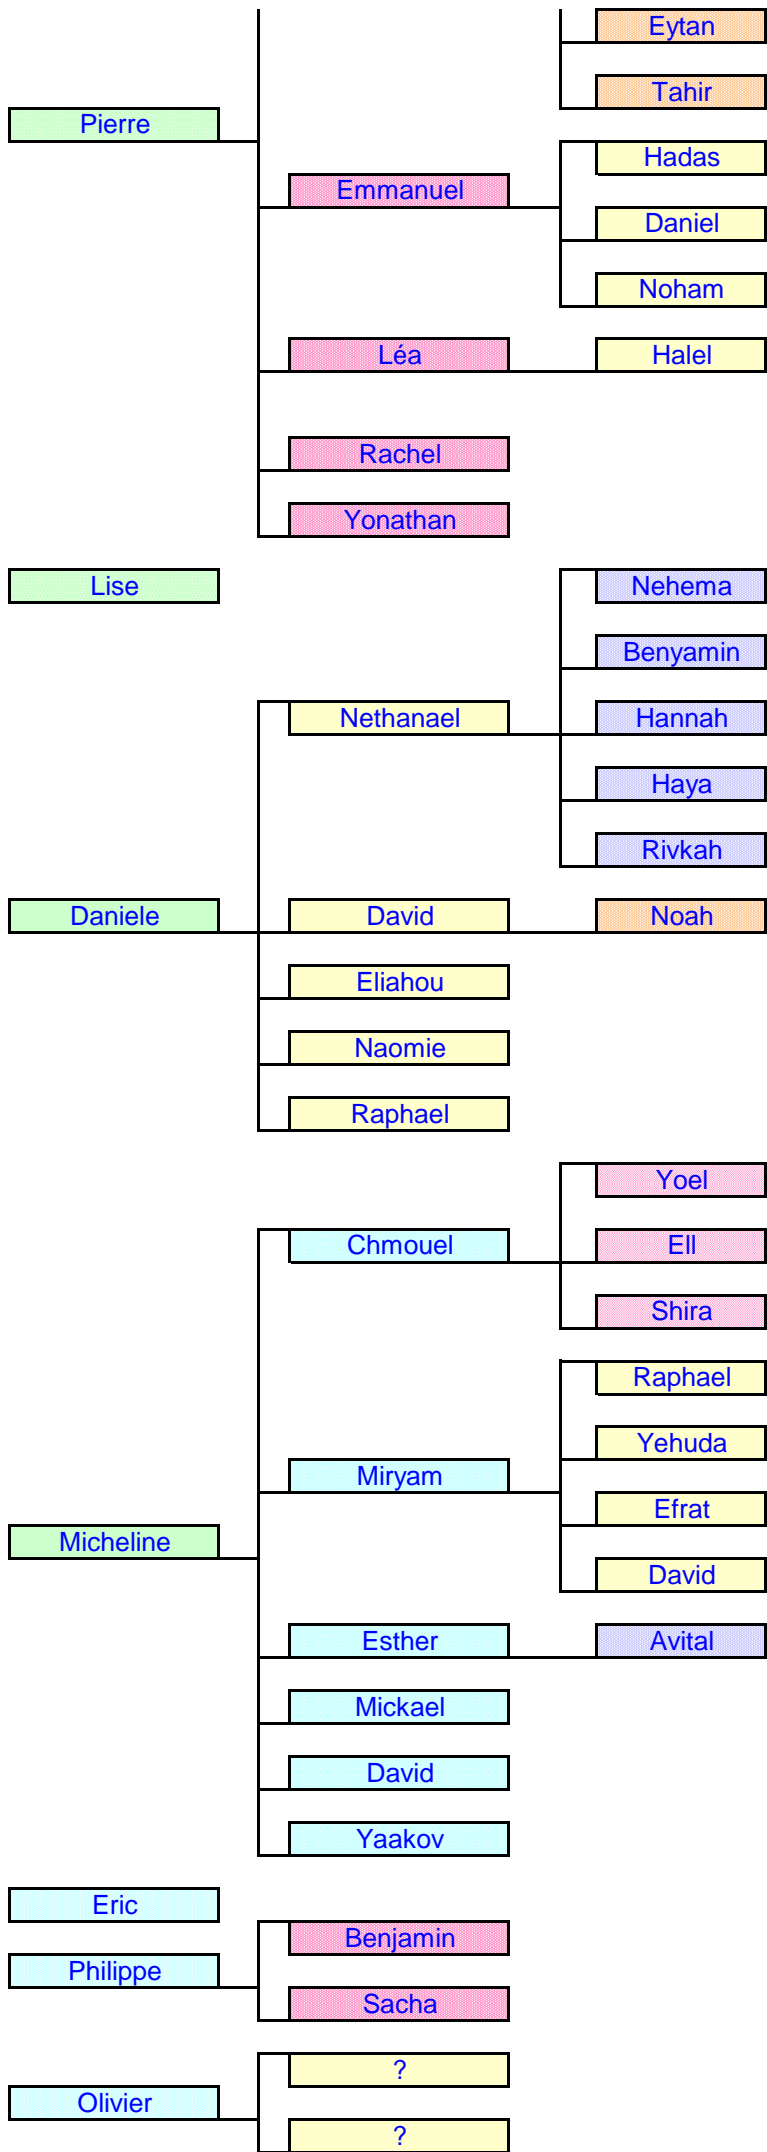 Eytan
Tahir
Pierre
Hadas
Emmanuel
Daniel
Noham
Léa
Halel
Rachel
Yonathan
Lise
Nehema
Benyamin
Nethanael
Hannah
Haya
Rivkah
Daniele
David
Noah
Eliahou
Naomie
Raphael
Yoel
Chmouel
Ell
Shira
Raphael
Yehuda
Miryam
Efrat
Micheline
David
Esther
Avital
Mickael
David
Yaakov
Eric
Benjamin
Philippe
Sacha
?
Olivier
?